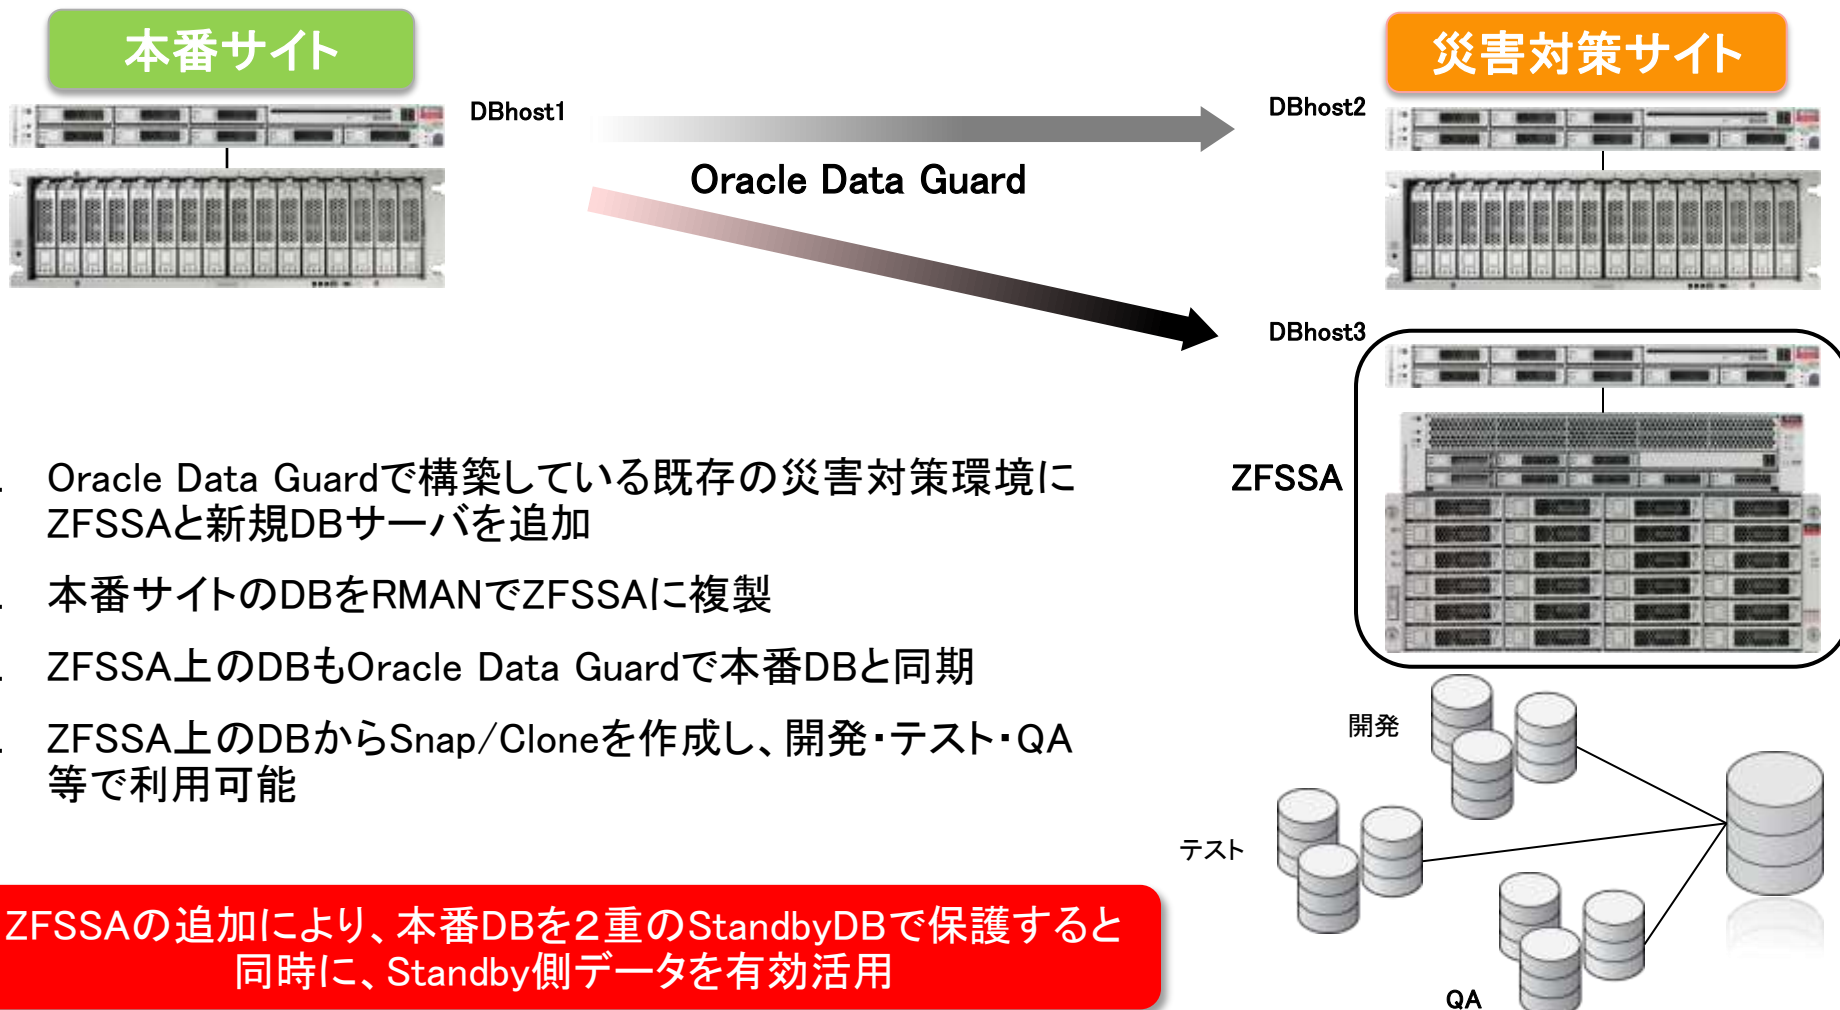 本番サイト
災害対策サイト
DBhost1
DBhost2
Oracle Data Guard
DBhost3
ZFSSA
. Oracle Data Guardで構築している既存の災害対策環境に
ZFSSAと新規DBサーバを追加
. 本番サイトのDBをRMANでZFSSAに複製
. ZFSSA上のDBもOracle Data Guardで本番DBと同期
. ZFSSA上のDBからSnap/Cloneを作成し、開発・テスト・QA
等で利用可能
開発
テスト
QA
ZFSSAの追加により、本番DBを２重のStandbyDBで保護すると
同時に、Standby側データを有効活用